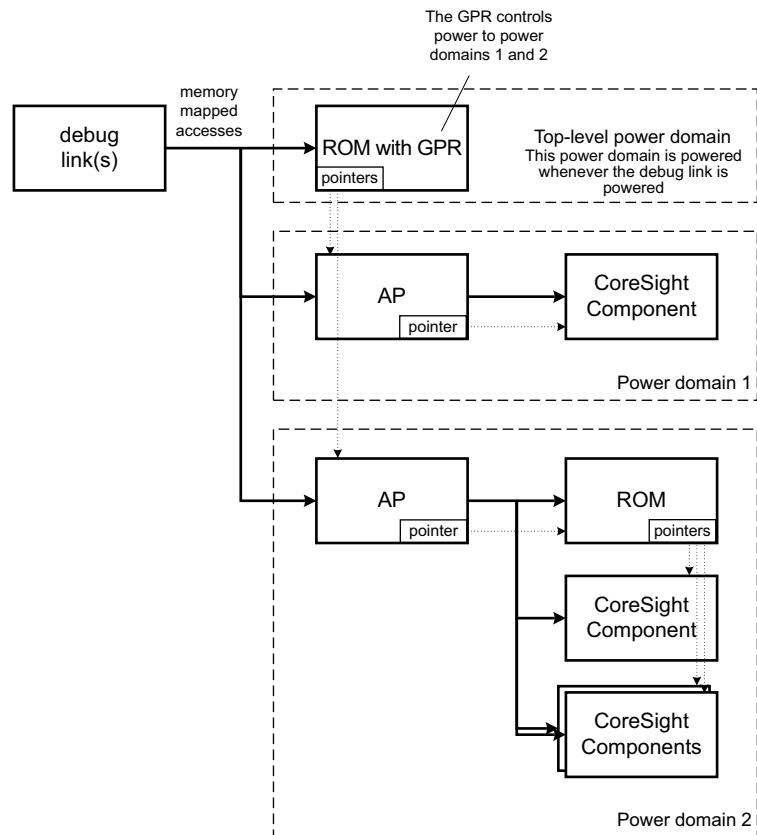 The GPR controls
power to power
domains 1 and 2
memory
mapped
accesses
debug
link(s)
ROM with GPR
pointers
Top-level power domain
This power domain is powered
whenever the debug link is
powered
AP
pointer
CoreSight
Component
Power domain 1
AP
pointer
ROM
pointers
CoreSight
Component
CoreSight
Components
Power domain 2